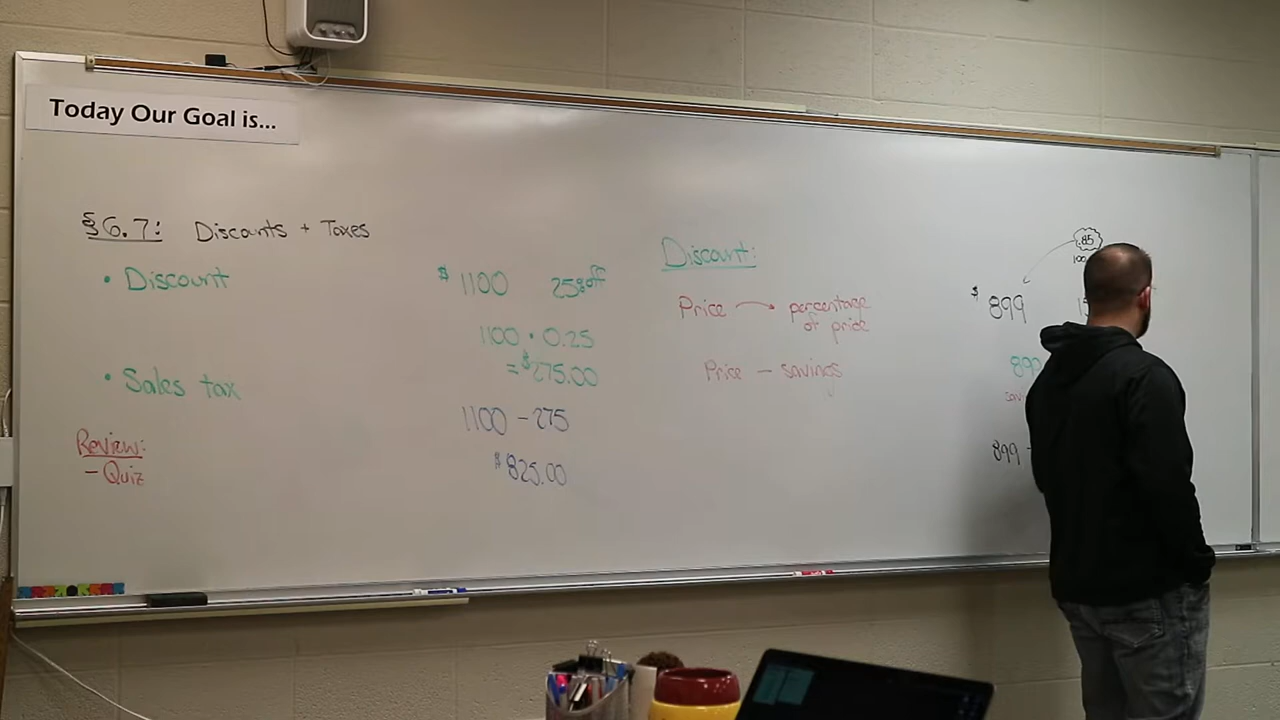 Today Our Goal is...
§6.7: Discounts + Taxes
• Discount
• Sales tax
Review:
- Quiz
$1100 25% off
1100 • 0.25
= $275.00
1100 - 275
$825.00
Discount:
Price → percentage
of price
Price - savings
.85
$899
899
899 -